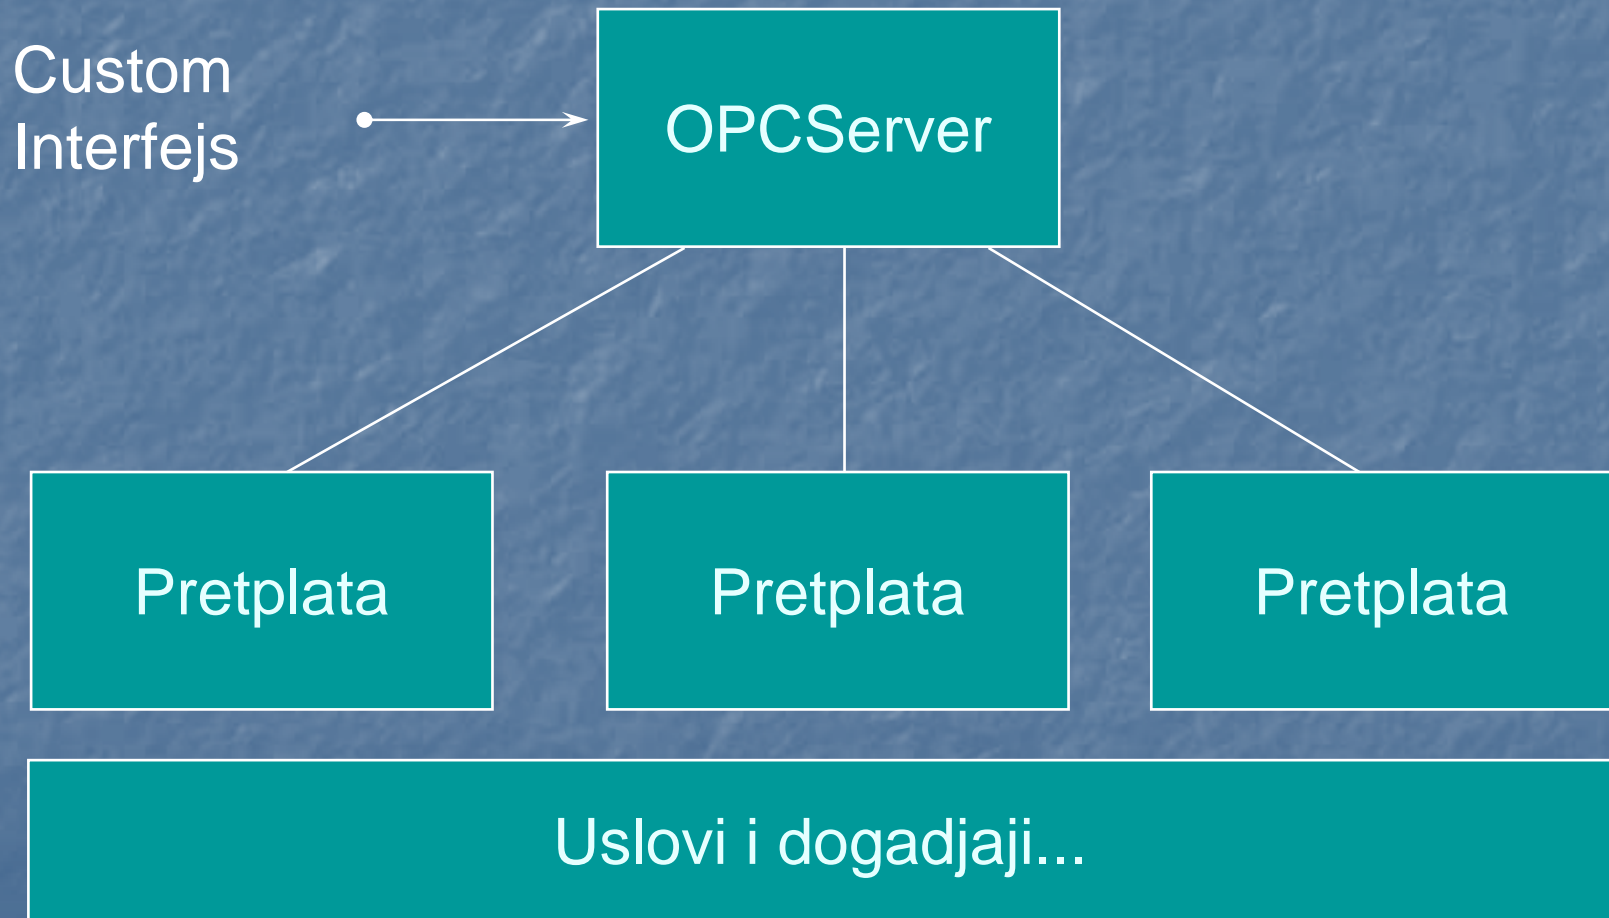 Custom
Interfejs
OPCServer
Pretplata
Pretplata
Pretplata
Uslovi i dogadjaji...